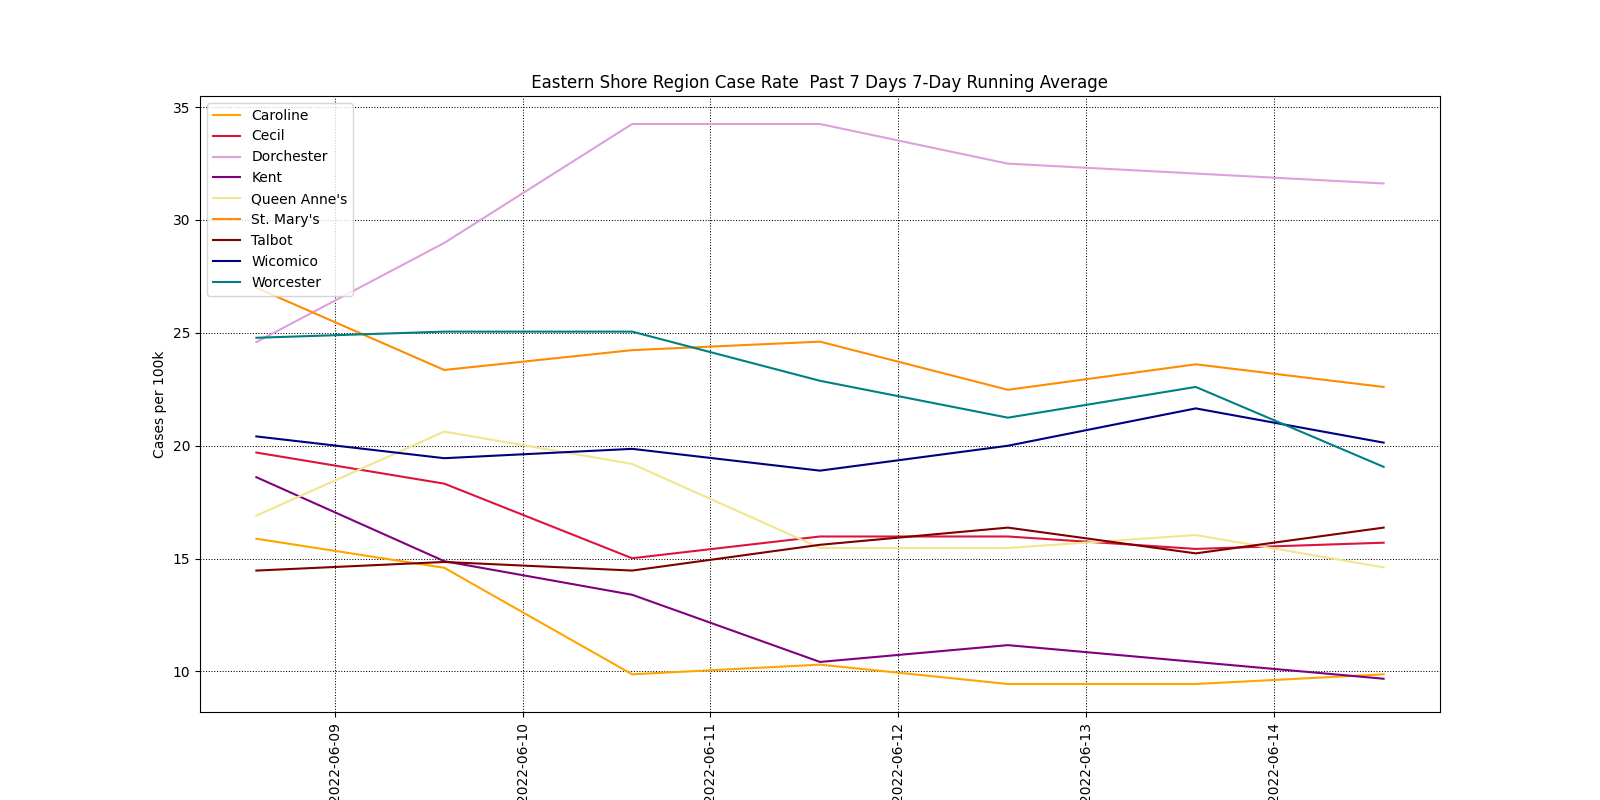 Eastern Shore Region Case Rate  Past 7 Days 7-Day Running Average
Cases per 100k
35
30
25
20
15
10
Caroline
Cecil
Dorchester
Kent
Queen Anne's
St. Mary's
Talbot
Wicomico
Worcester
2022-06-09
2022-06-10
2022-06-11
2022-06-12
2022-06-13
2022-06-14